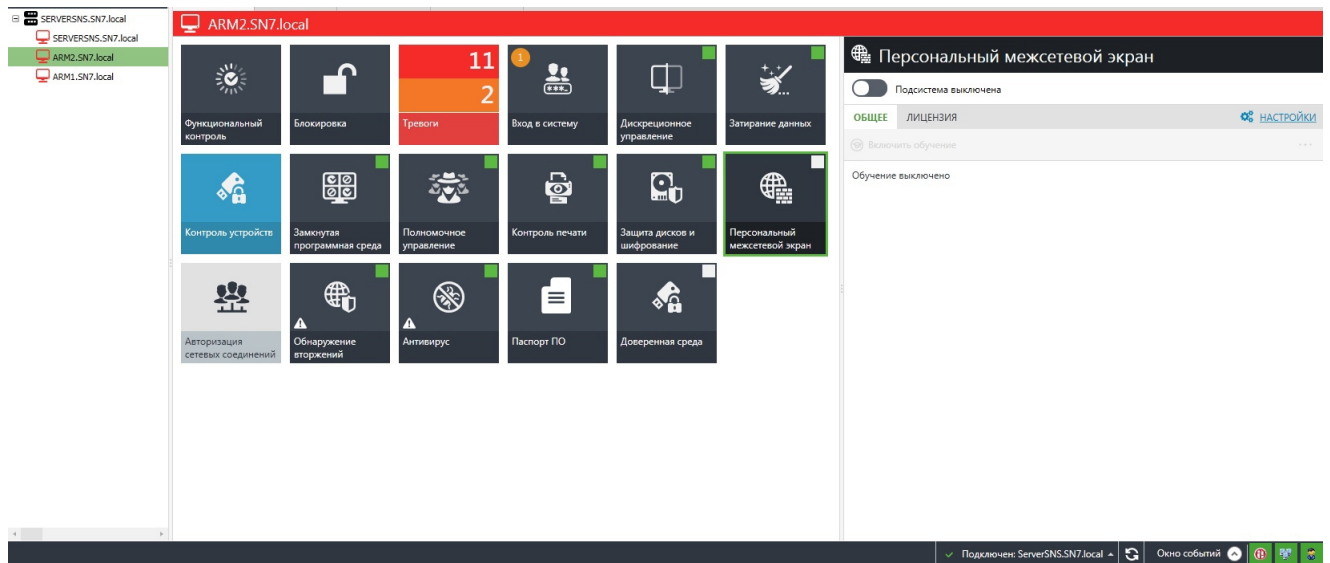 SERVERSNS.SN7.local
SERVERSNS.SN7.local
ARM2.SN7.local
ARM1.SN7.local
ARM2.SN7.local
Функциональный
контроль
Блокировка
11
2
Тревоги
1
***_
Вход в систему
Дискреционное
управление
Затирание данных
Контроль устройств
Замкнутая
программная среда
Полномочное
управление
Контроль печати
Защита дисков и
шифрование
Персональный
межсетевой экран
Авторизация
сетевых соединений
Обнаружение
вторжений
Антивирус
Паспорт ПО
Доверенная среда
Персональный межсетевой экран
Подсистема выключена
ОБЩЕЕ ЛИЦЕНЗИЯ НАСТРОЙКИ
Включить обучение
Обучение выключено
Подключен: ServerSNS.SN7.local
Окно событий